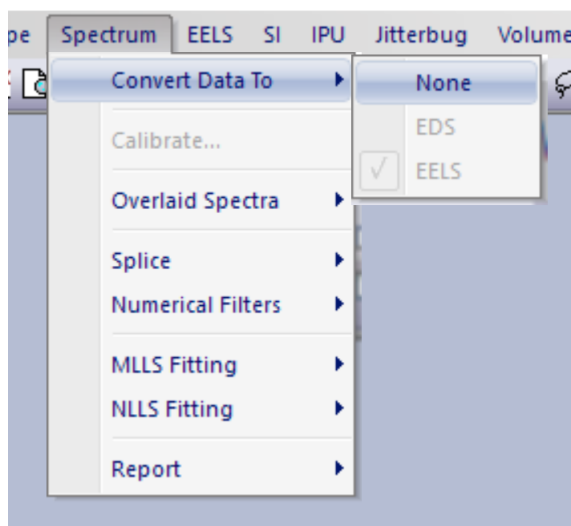 pe Spectrum EELS SI IPU Jitterbug Volume
Convert Data To
None
EDS
EELS
Calibrate...
Overlaid Spectra
Splice
Numerical Filters
MLLS Fitting
NLLS Fitting
Report